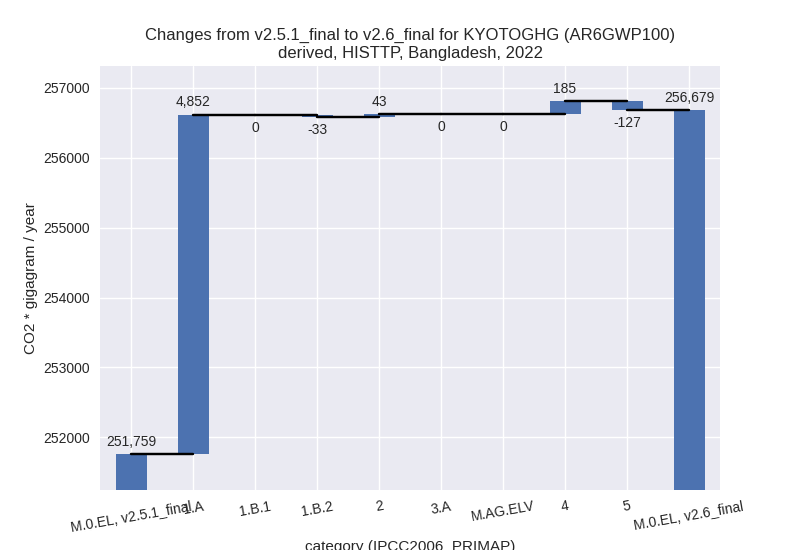 Changes from v2.5.1_final to v2.6_final for KYOTOGHG (AR6GWP100)
derived, HISTTP, Bangladesh, 2022
257000
256000
255000
254000
253000
252000
CO2 * gigagram / year
251,759
4,852
0
-33
43
0
0
185
-127
256,679
M.0.EL, v2.5.1_final
1.A
1.B.1
1.B.2
2
3.A
M.AG.ELV
4
5
M.0.EL, v2.6_final
category (IPCC2006_PRIMAP)